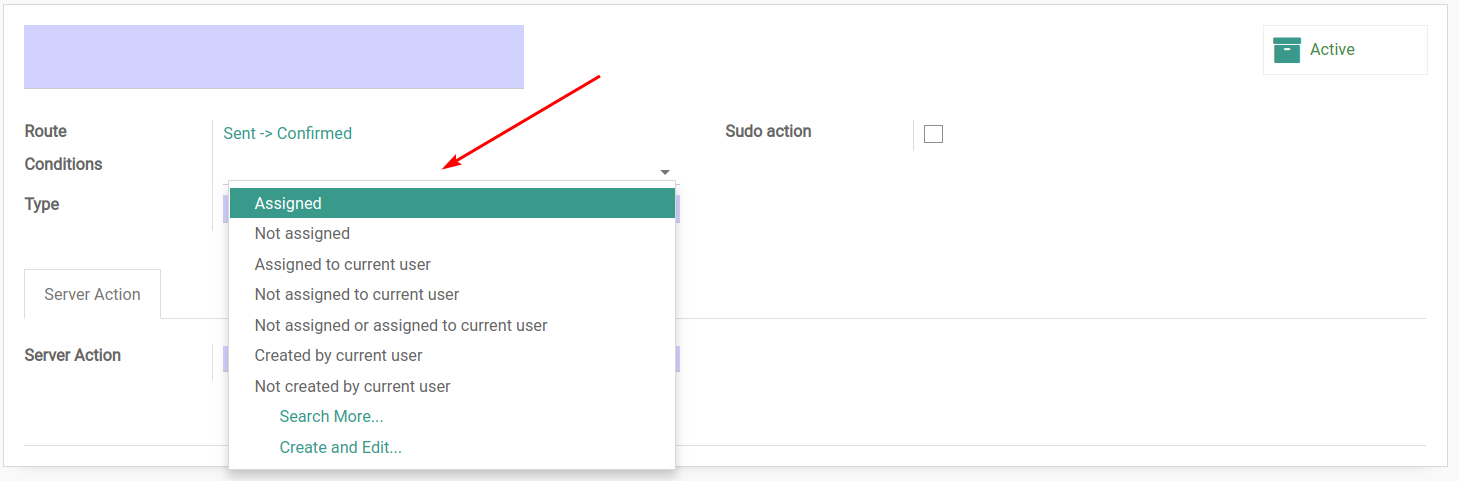 Active
Route
Sent -> Confirmed
Sudo action
Conditions
Type
Assigned
Not assigned
Assigned to current user
Not assigned to current user
Not assigned or assigned to current user
Created by current user
Not created by current user
Search More...
Create and Edit...
Server Action
Server Action